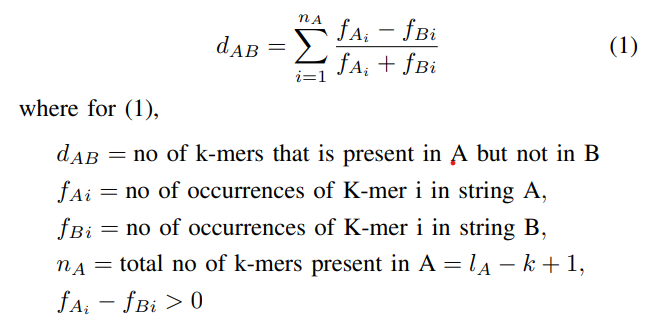 d_{AB} = \sum_{i=1}^{n_A} \frac{f_{A_i} - f_{Bi}}{f_{A_i} + f_{Bi}} (1)
where for (1),
d_{AB} = no of k-mers that is present in A but not in B
f_{Ai} = no of occurrences of K-mer i in string A,
f_{Bi} = no of occurrences of K-mer i in string B,
n_A = total no of k-mers present in A = l_A − k + 1,
f_{A_i} − f_{Bi} > 0